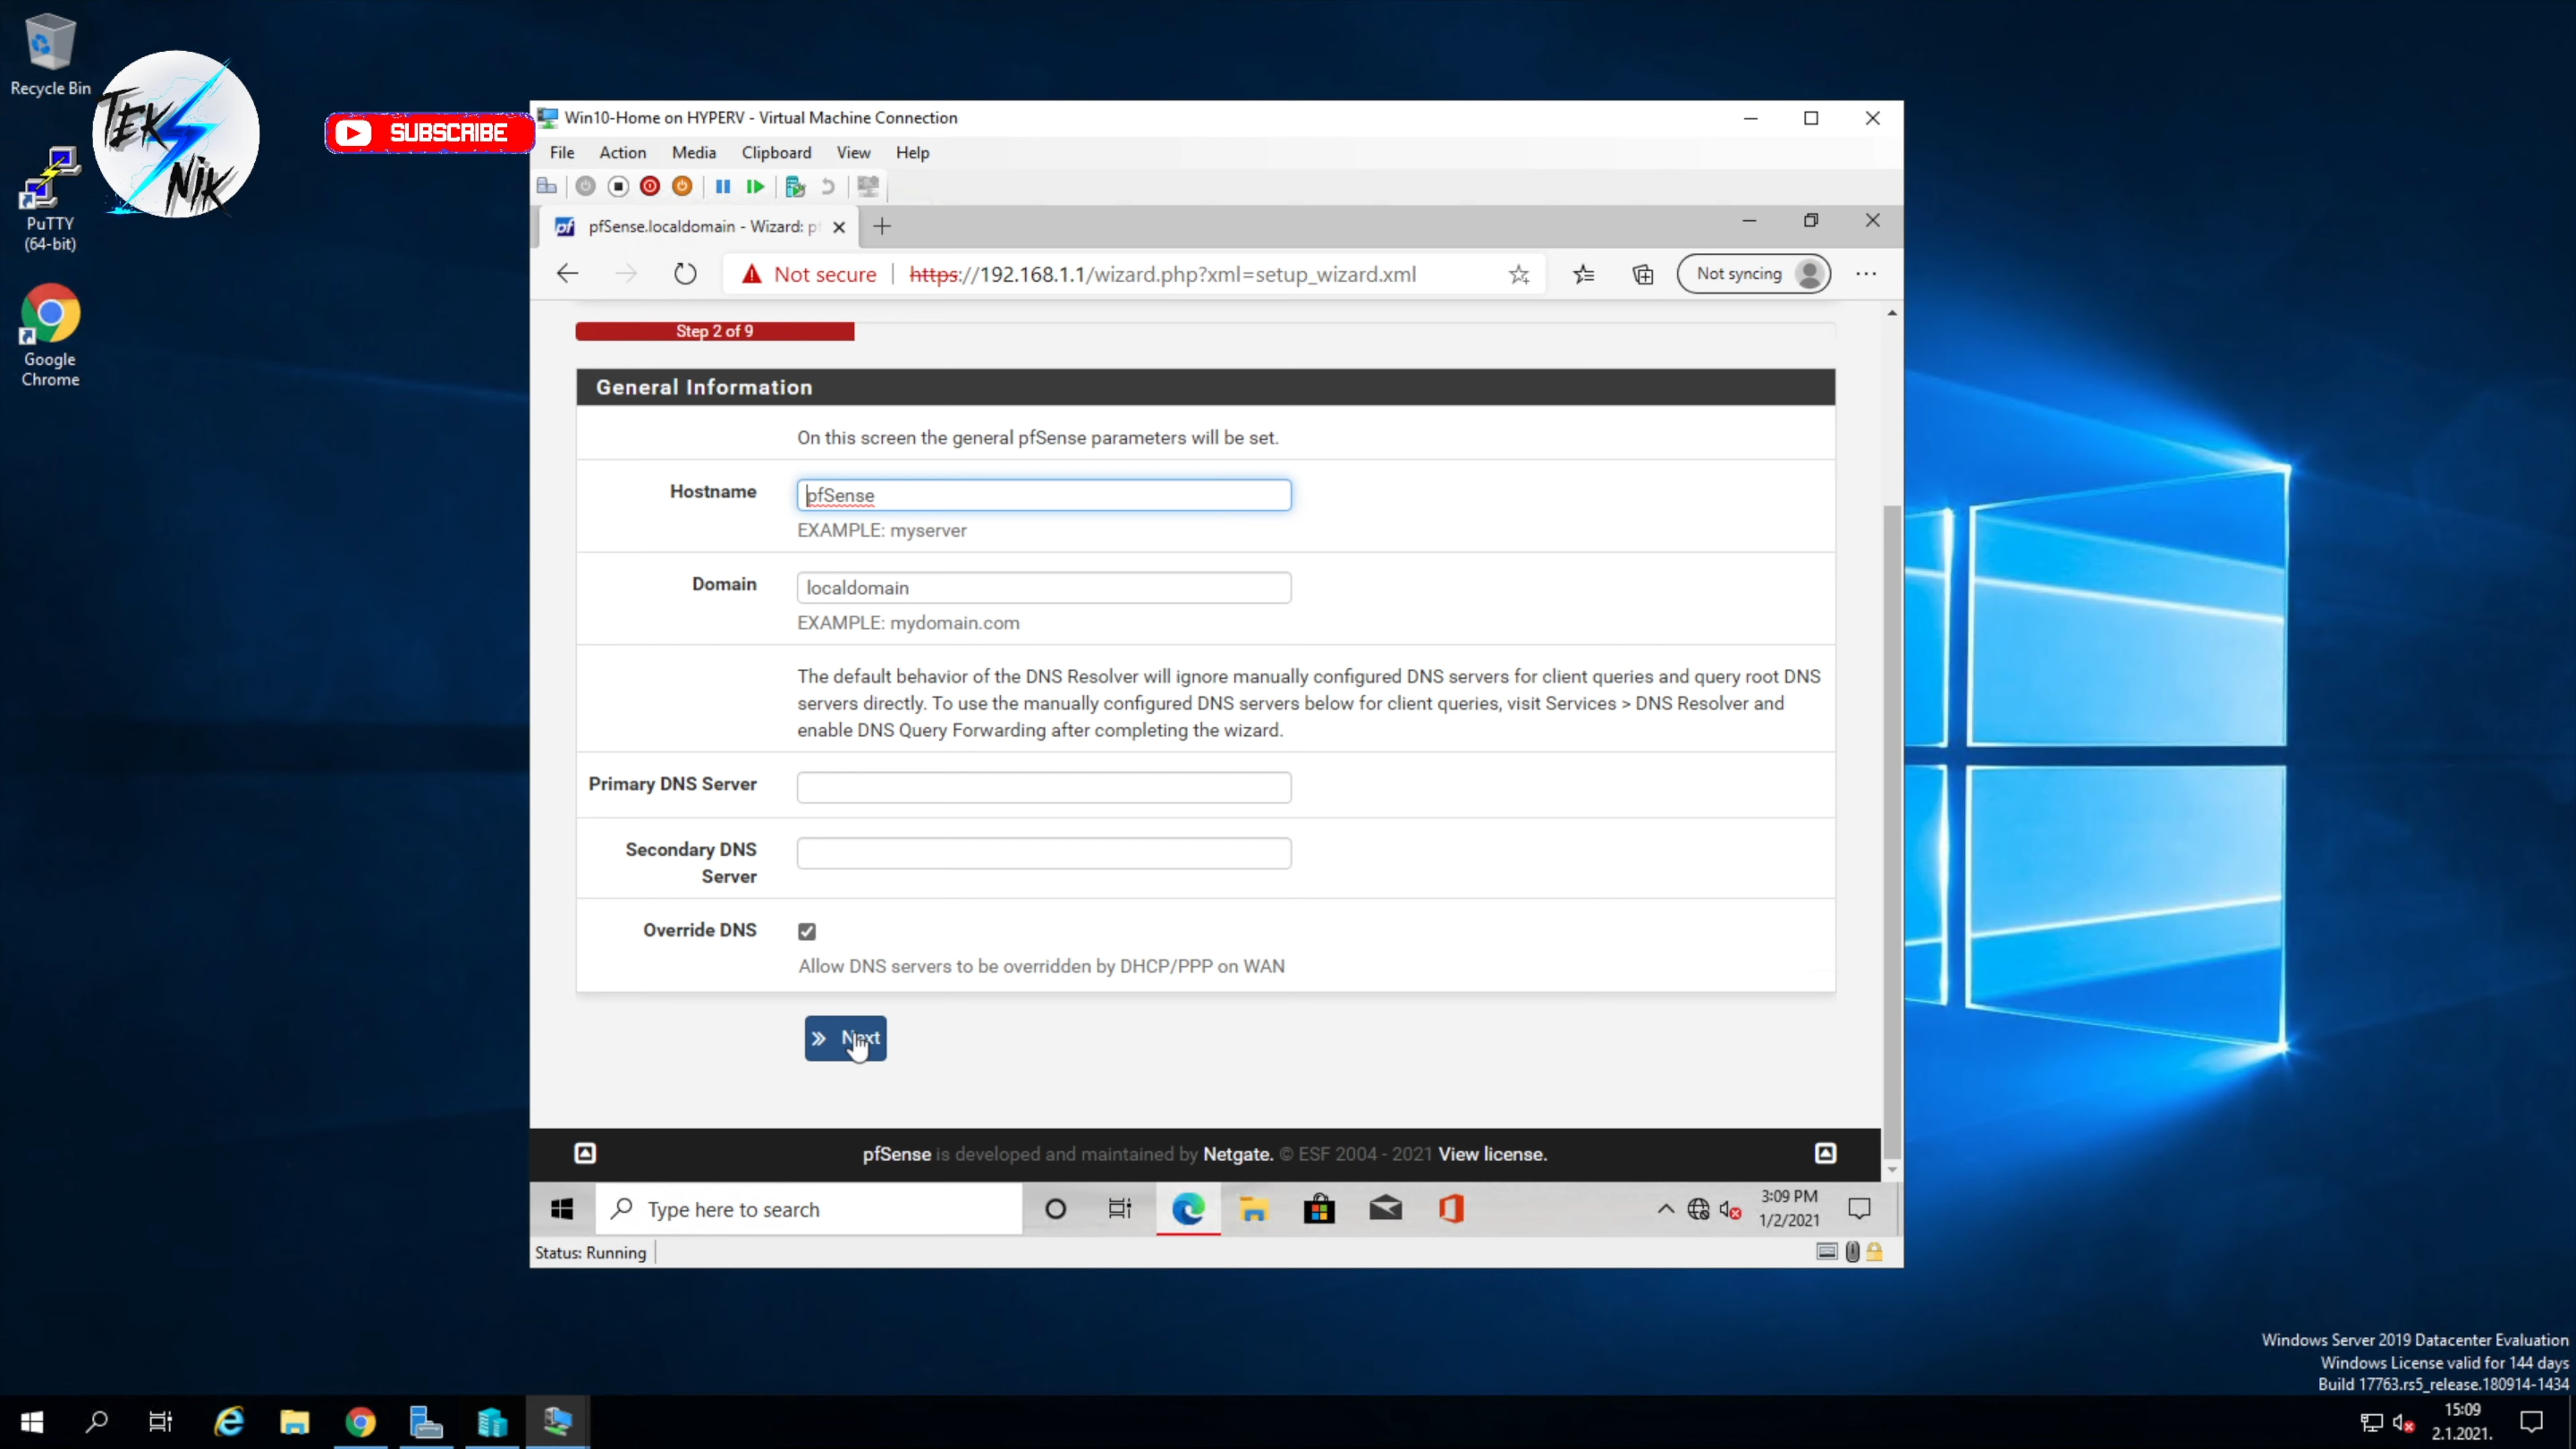 Recycle Bin
TEK
NIK
SUBSCRIBE
PuTTY
(64-bit)
Google
Chrome
Win10-Home on HYPERV - Virtual Machine Connection
File Action Media Clipboard View Help
pfSense.localdomain - Wizard: p
Not secure https://192.168.1.1/wizard.php?xml=setup_wizard.xml Not syncing
Step 2 of 9
General Information
On this screen the general pfSense parameters will be set.
Hostname pfSense
EXAMPLE: myserver
Domain localdomain
EXAMPLE: mydomain.com
The default behavior of the DNS Resolver will ignore manually configured DNS servers for client queries and query root DNS
servers directly. To use the manually configured DNS servers below for client queries, visit Services > DNS Resolver and
enable DNS Query Forwarding after completing the wizard.
Primary DNS Server
Secondary DNS
Server
Override DNS
Allow DNS servers to be overridden by DHCP/PPP on WAN
Next
pfSense is developed and maintained by Netgate. © ESF 2004 - 2021 View license.
Type here to search
3:09 PM
1/2/2021
Status: Running
Windows Server 2019 Datacenter Evaluation
Windows License valid for 144 days
Build 17763.rs5_release.180914-1434
15:09
2.1.2021.